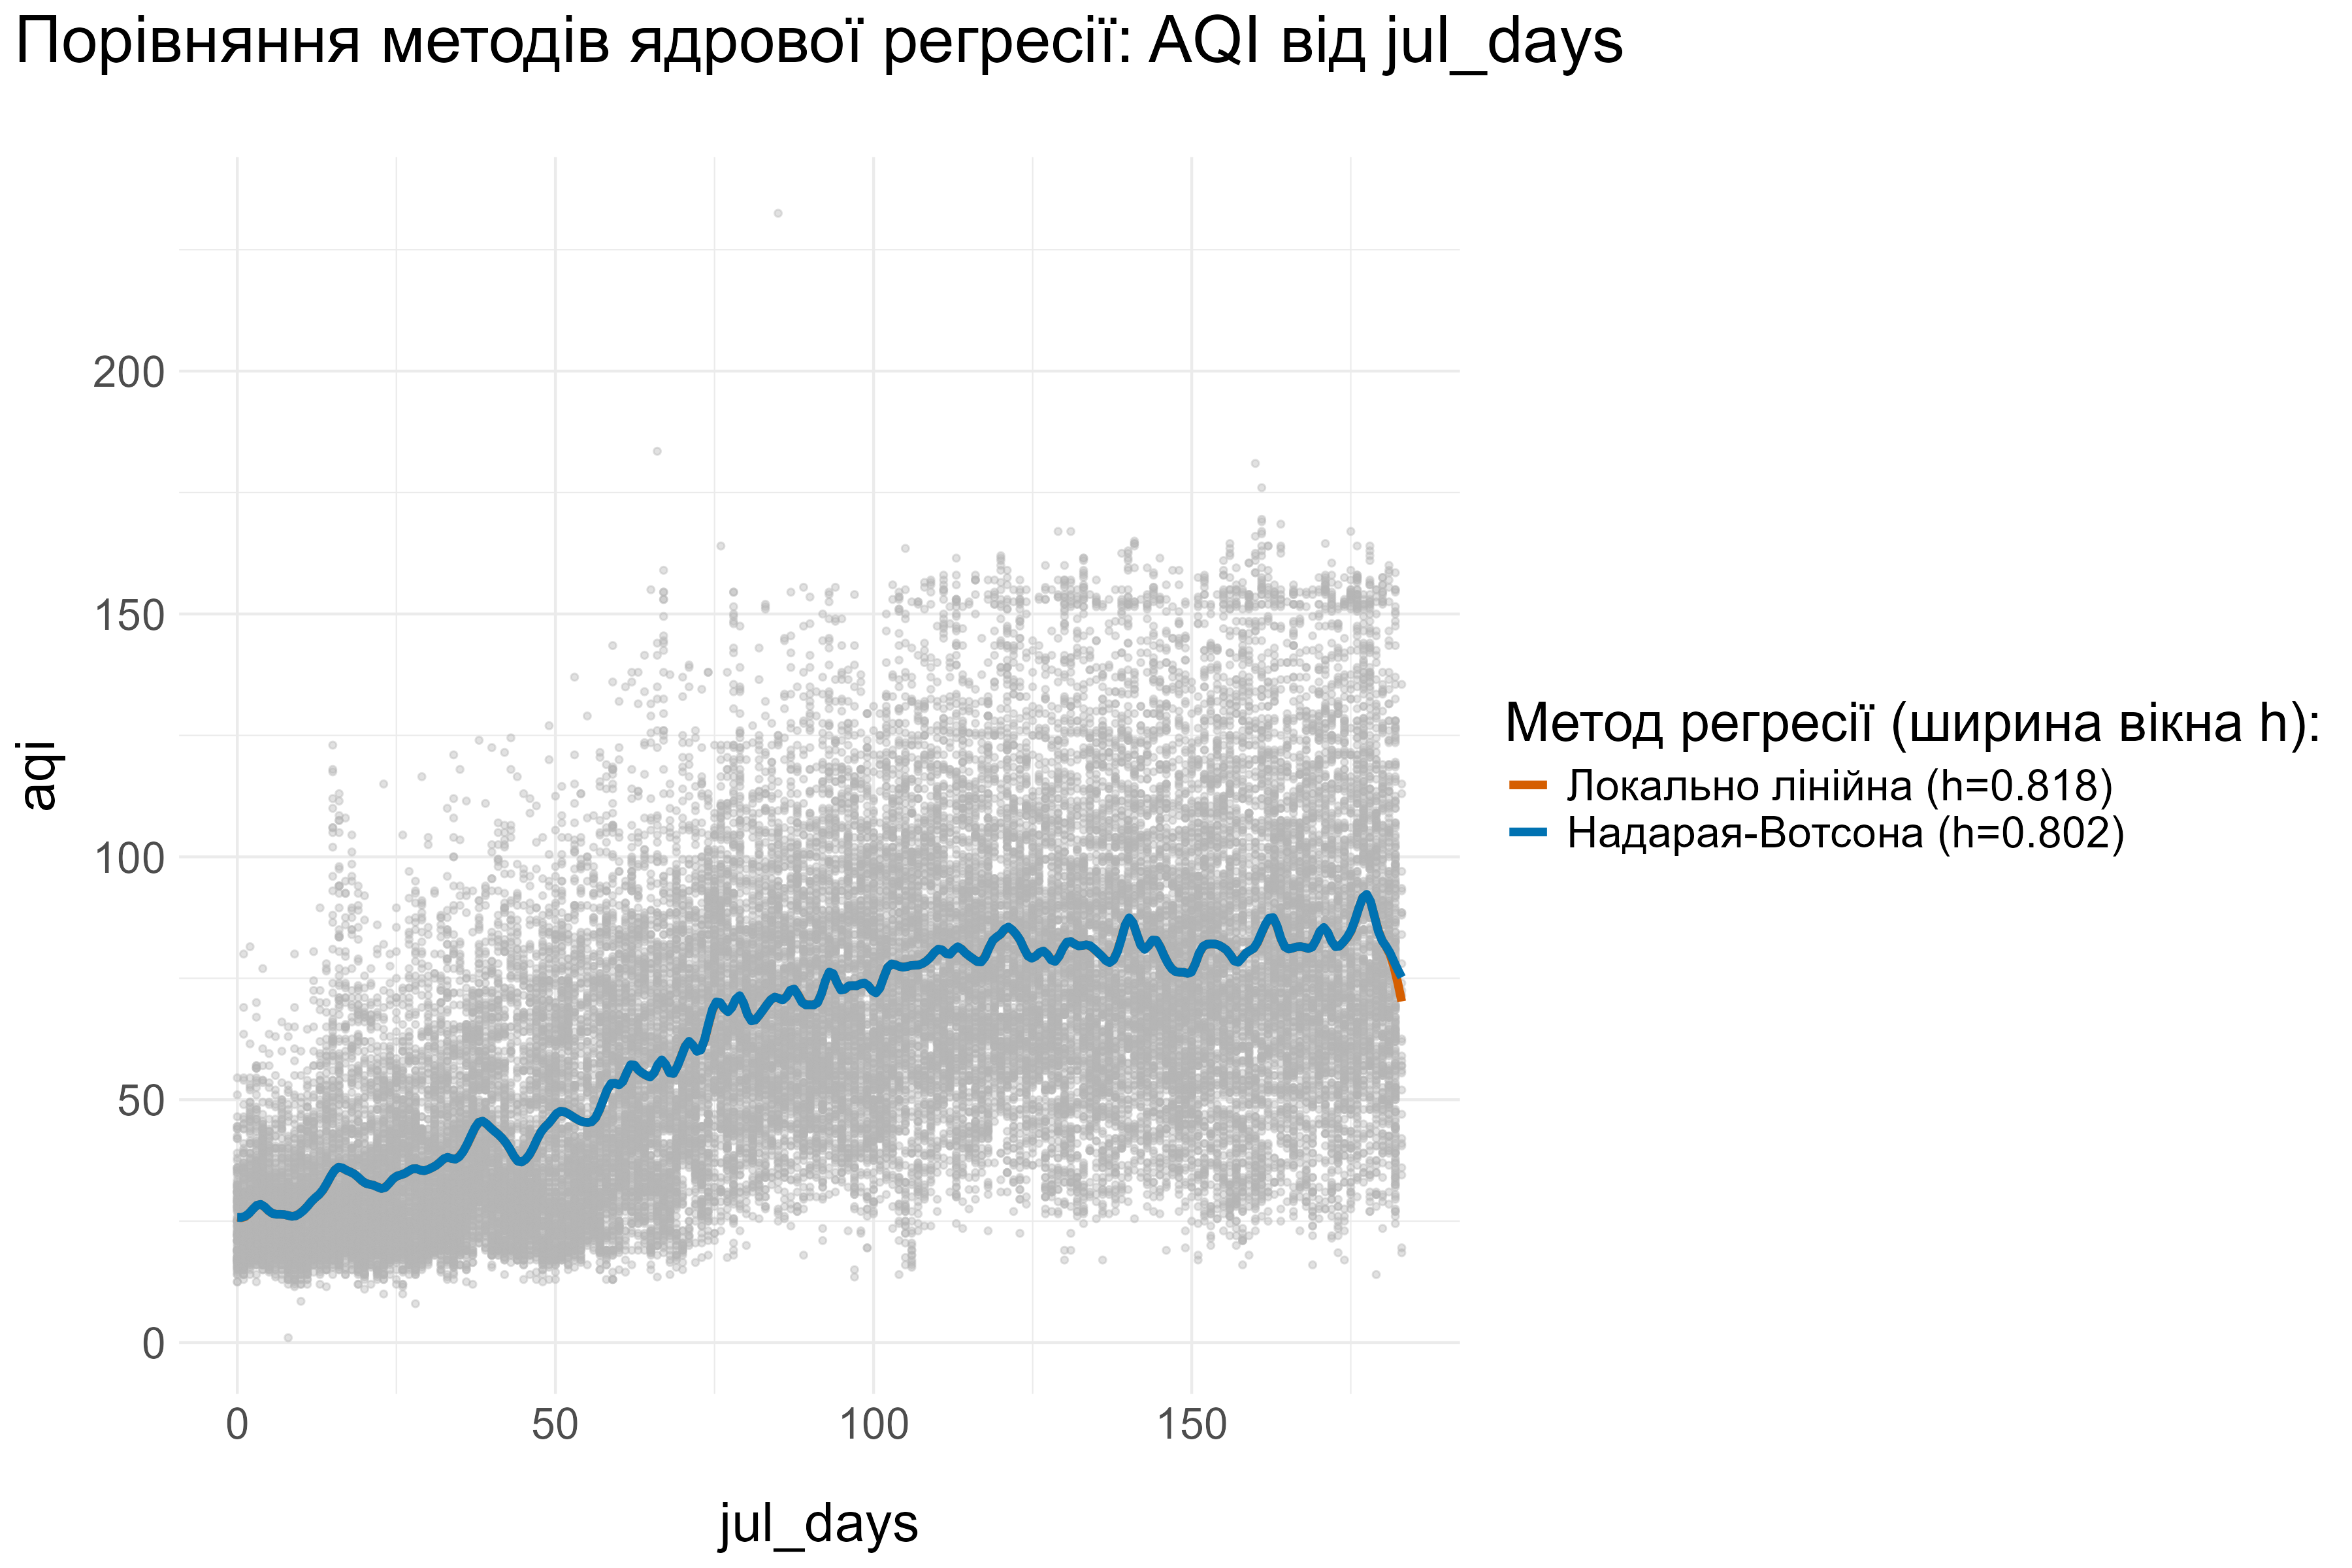 Порівняння методів ядрової регресії: AQI від jul_days
200
150
100
50
0
aqi
0 50 100 150
jul_days
Метод регресії (ширина вікна h):
Локально лінійна (h=0.818)
Надарая-Вотсона (h=0.802)